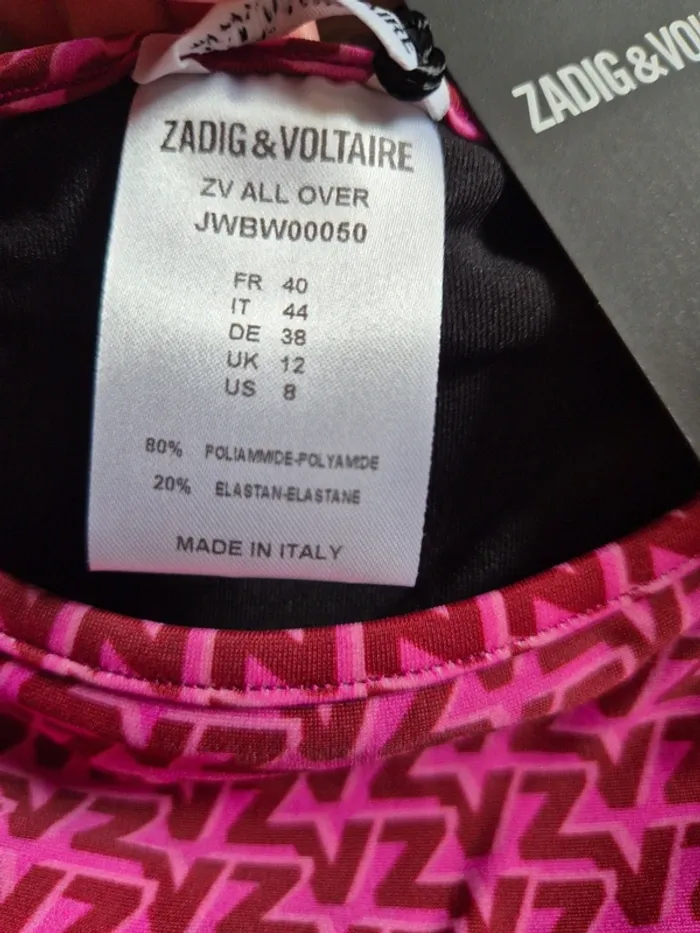 ZADIG&VOLTAIRE
ZV ALL OVER
JWBW00050
FR 40
IT 44
DE 38
UK 12
US 8
80% POLIAMMIDE-POLYAMIDE
20% ELASTAN-ELASTANE
MADE IN ITALY
ZADIG&VO